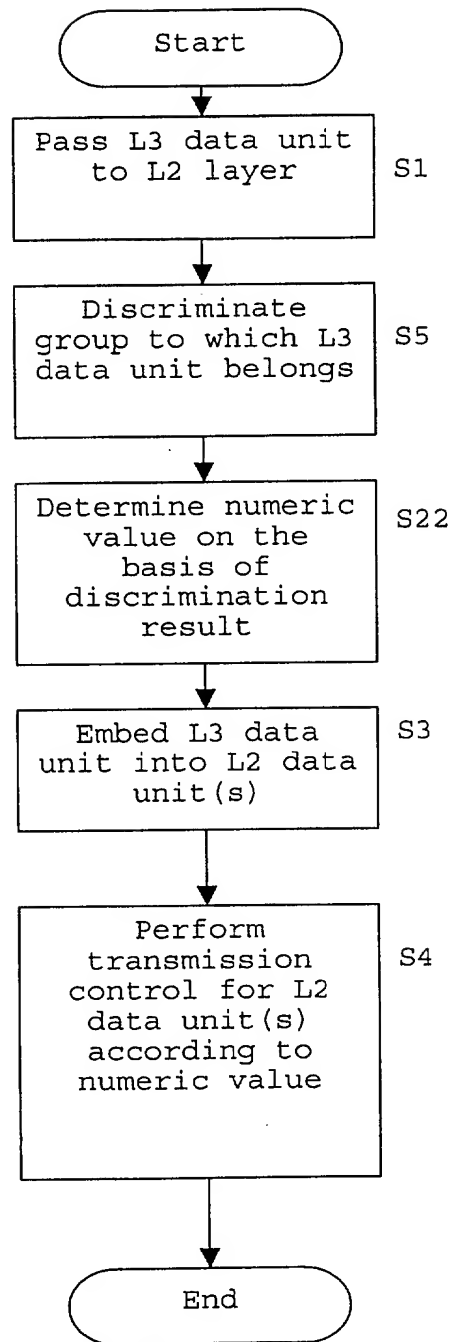 Start
Pass L3 data unit
to L2 layer
S1
Discriminate
group to which L3
data unit belongs
S5
Determine numeric
value on the
basis of
discrimination
result
S22
Embed L3 data
unit into L2 data
unit(s)
S3
Perform
transmission
control for L2
data unit(s)
according to
numeric value
S4
End